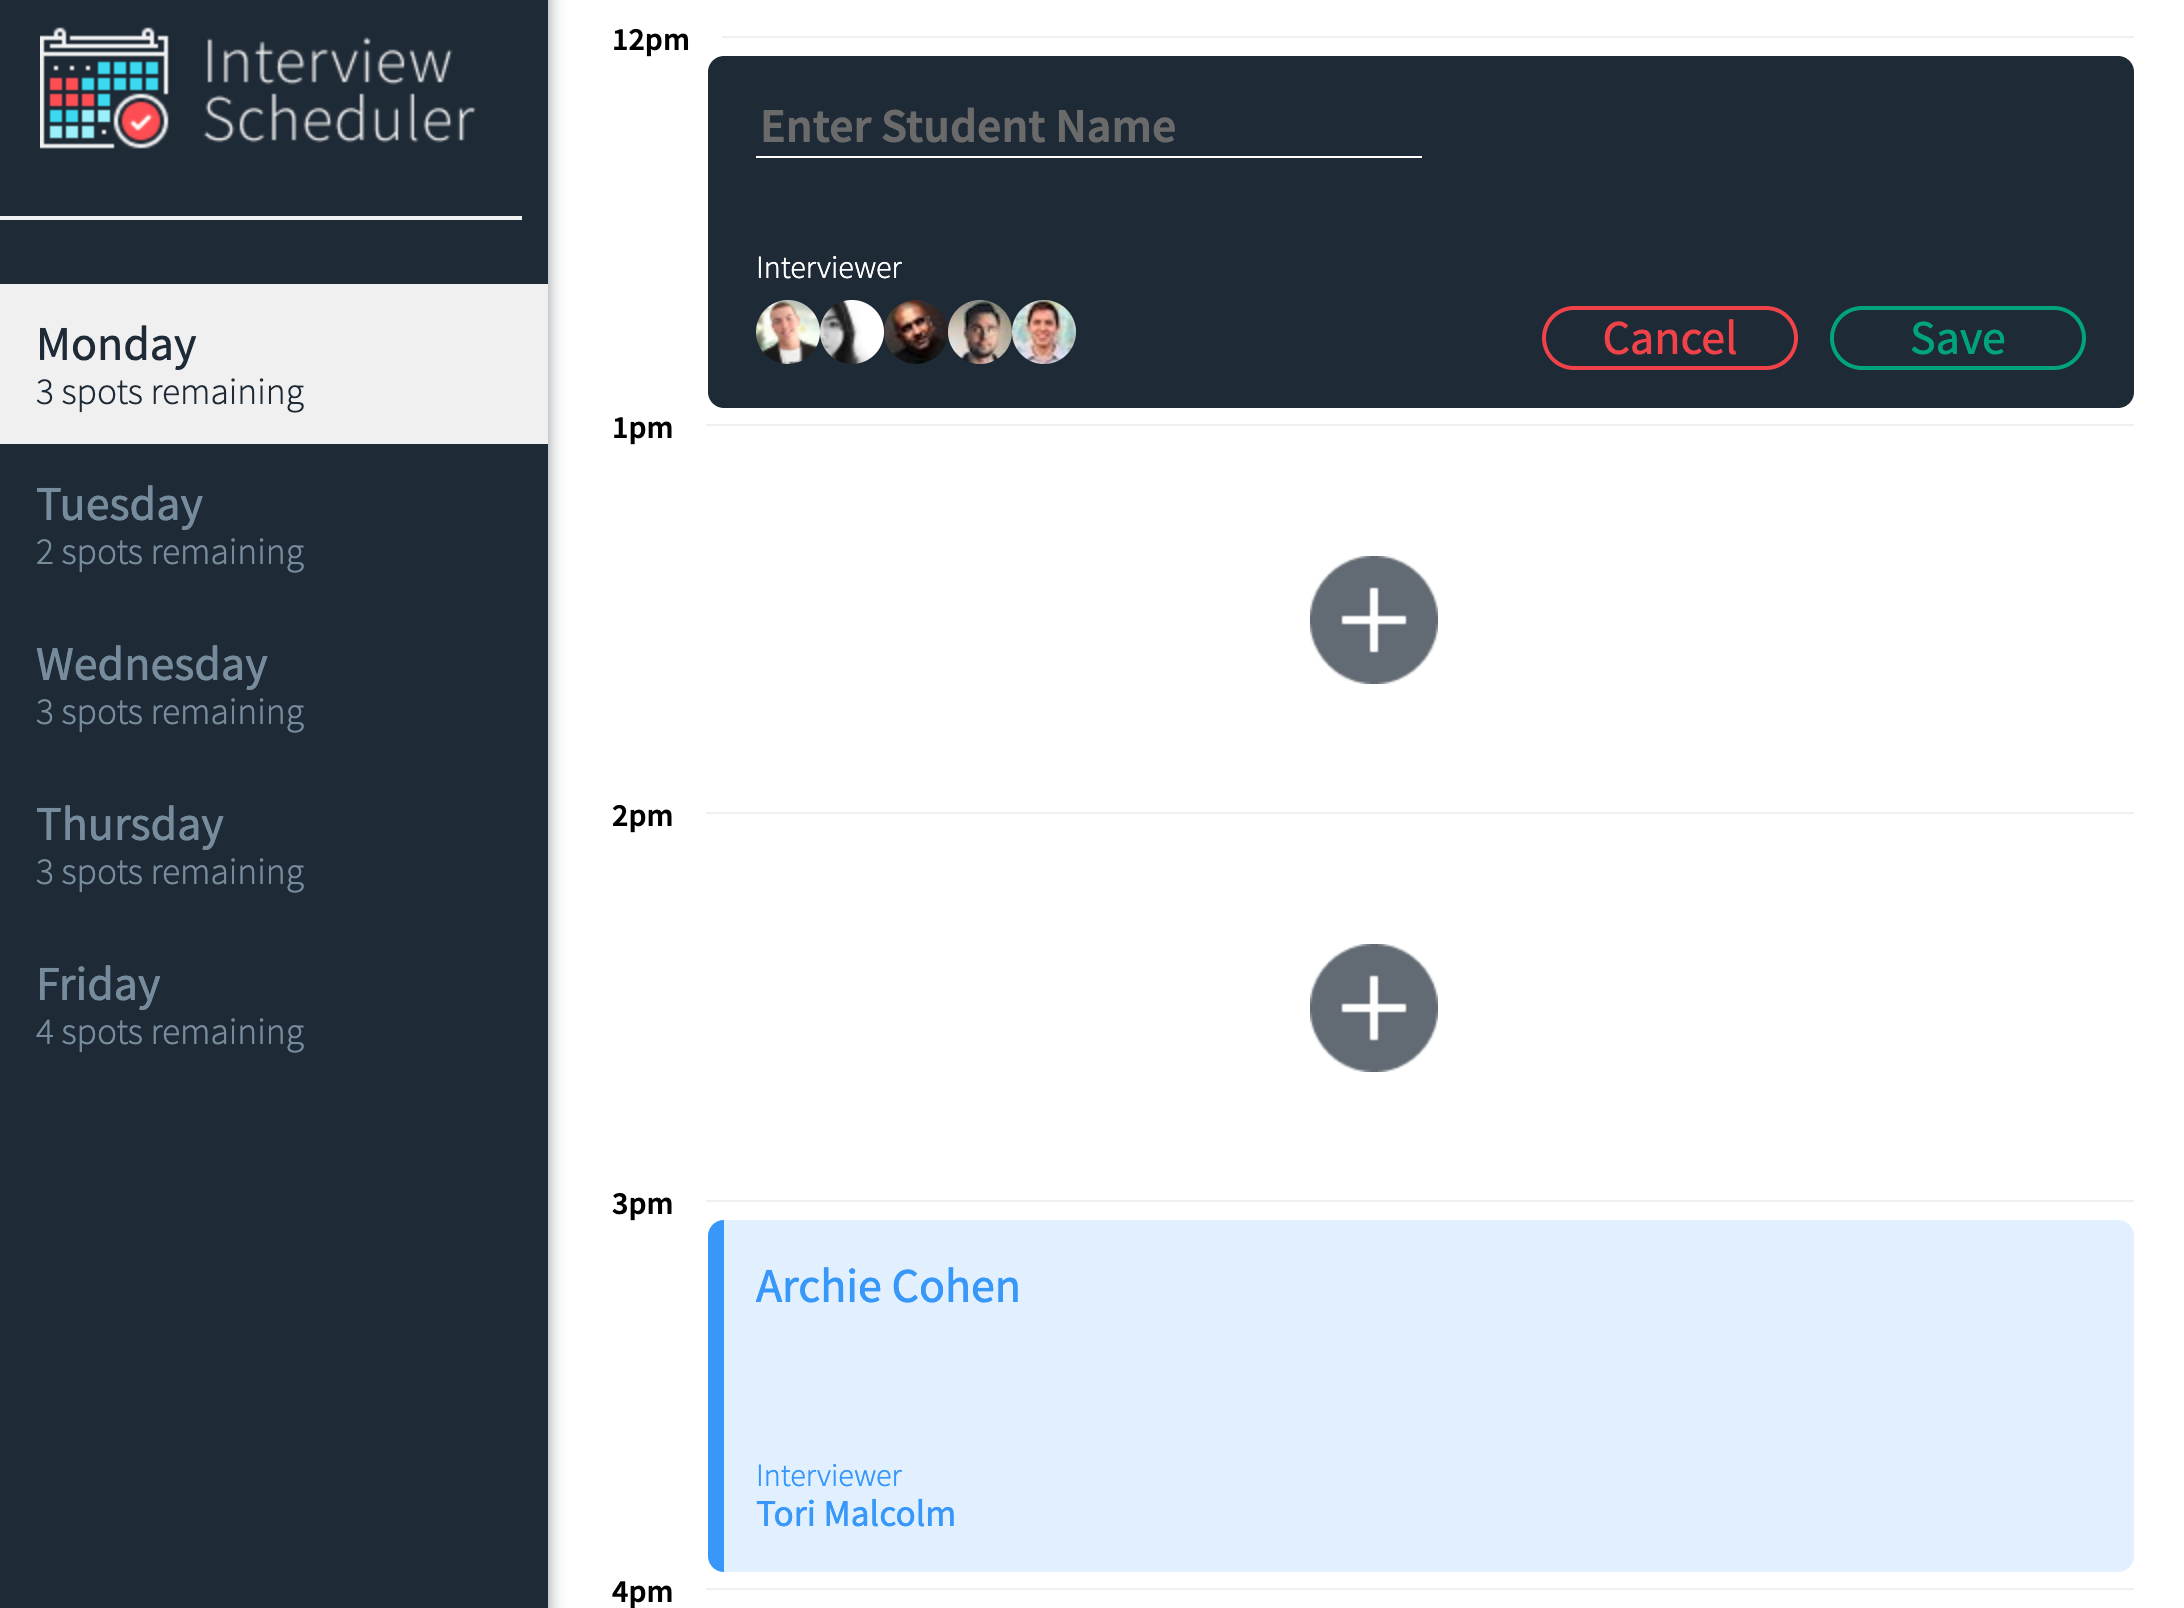 Interview
Scheduler
Monday
3 spots remaining
Tuesday
2 spots remaining
Wednesday
3 spots remaining
Thursday
3 spots remaining
Friday
4 spots remaining
12pm
Enter Student Name
Interviewer
Cancel
Save
1pm
2pm
3pm
Archie Cohen
Interviewer
Tori Malcolm
4pm